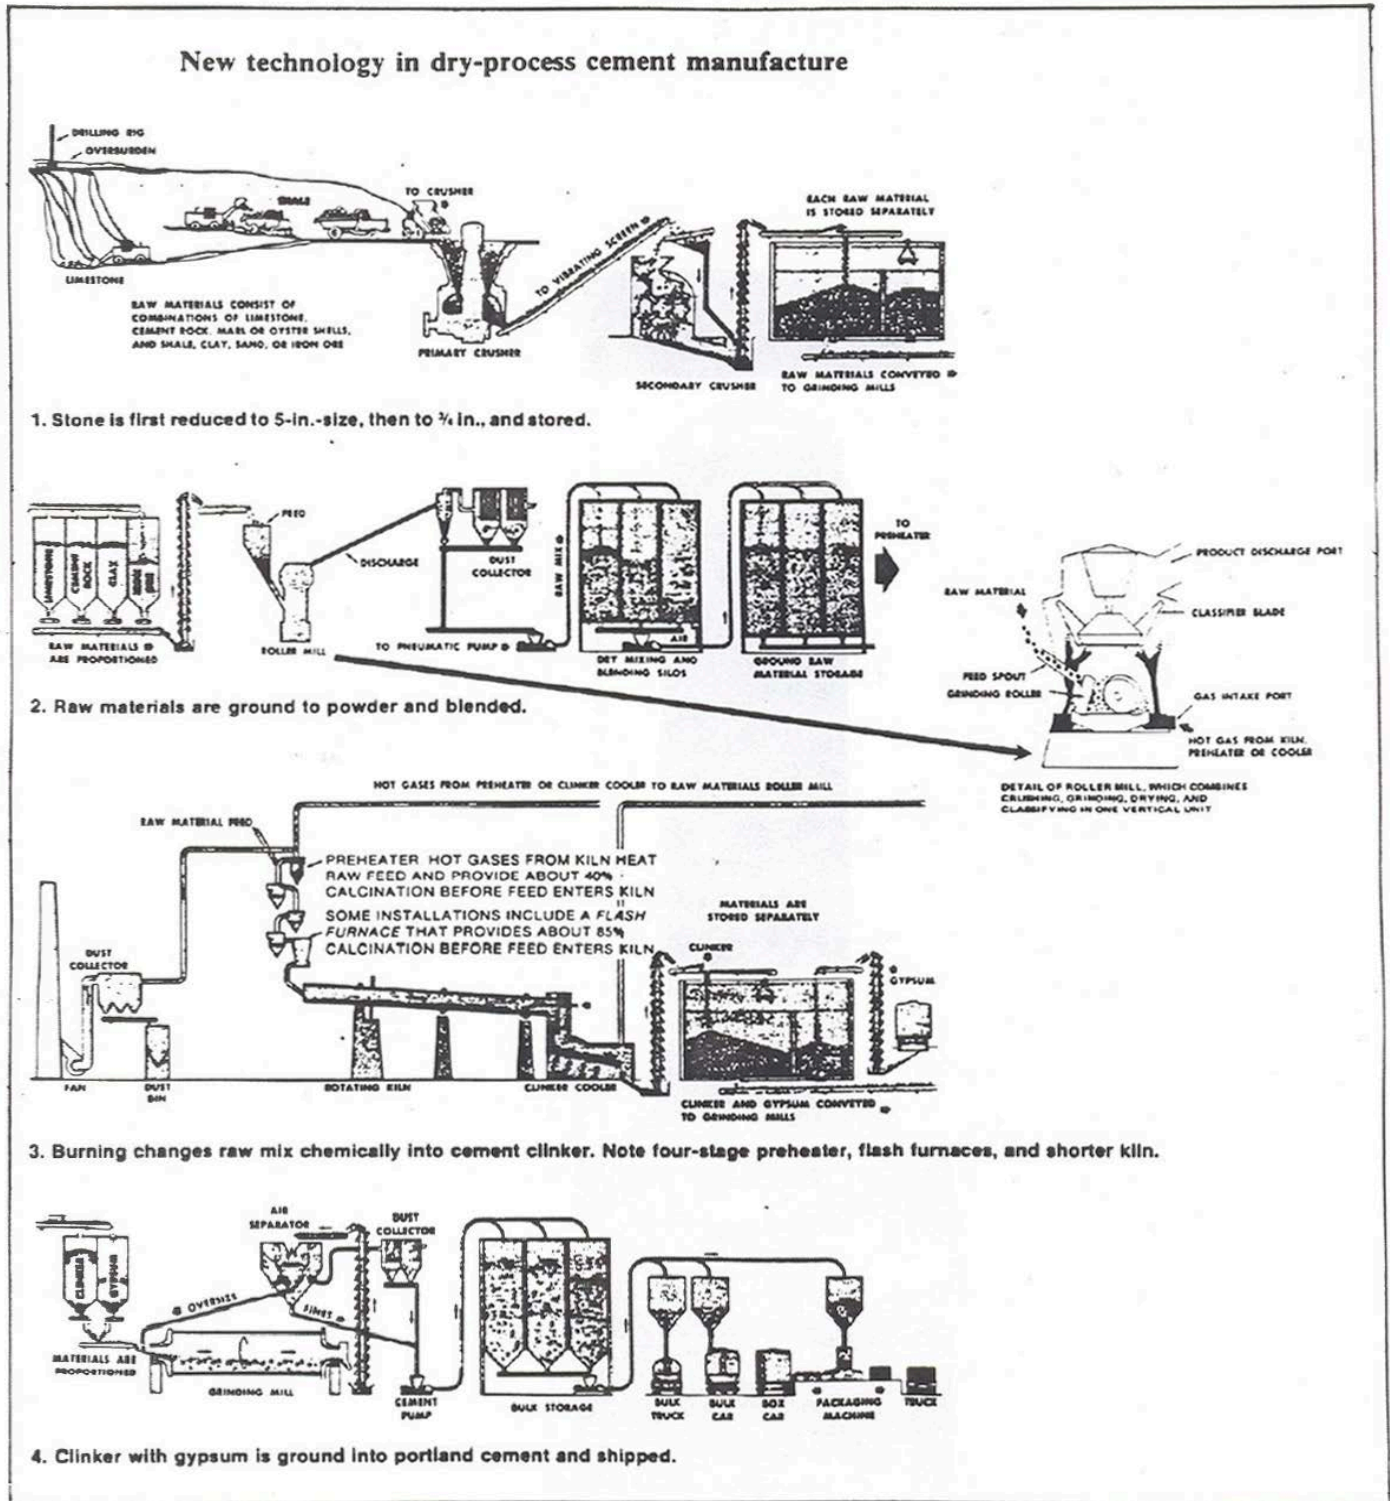 New technology in dry-process cement manufacture
DRILLING RIG
OVERBURDEN
SHALE
TO CRUSHER
LIMESTONE
RAW MATERIALS CONSIST OF
COMBINATIONS OF LIMESTONE,
CEMENT ROCK, MARL OR OYSTER SHELLS,
AND SHALE, CLAY, SAND, OR IRON ORE
PRIMARY CRUSHER
TO VIBRATING SCREEN
SECONDARY CRUSHER
EACH RAW MATERIAL
IS STORED SEPARATELY
RAW MATERIALS CONVEYED
TO GRINDING MILLS
1. Stone is first reduced to 5-in.-size, then to ¾ in., and stored.
LIMESTONE
CEMENT
ROCK
CLAY
IRON
ORE
RAW MATERIALS
ARE PROPORTIONED
FEED
ROLLER MILL
DISCHARGE
DUST
COLLECTOR
TO PNEUMATIC PUMP
RAW MIX
AIR
DRY MIXING AND
BLENDING SILOS
GROUND RAW
MATERIAL STORAGE
TO
PREHEATER
PRODUCT DISCHARGE PORT
RAW MATERIAL
CLASSIFIER BLADE
FEED SPOUT
GRINDING ROLLER
GAS INTAKE PORT
HOT GAS FROM KILN,
PREHEATER OR COOLER
DETAIL OF ROLLER MILL, WHICH COMBINES
CRUSHING, GRINDING, DRYING, AND
CLASSIFYING IN ONE VERTICAL UNIT
2. Raw materials are ground to powder and blended.
HOT GASES FROM PREHEATER OR CLINKER COOLER TO RAW MATERIALS ROLLER MILL
RAW MATERIAL FEED
PREHEATER HOT GASES FROM KILN HEAT
RAW FEED AND PROVIDE ABOUT 40%
CALCINATION BEFORE FEED ENTERS KILN
SOME INSTALLATIONS INCLUDE A FLASH
FURNACE THAT PROVIDES ABOUT 85%
CALCINATION BEFORE FEED ENTERS KILN
DUST
COLLECTOR
FAN
DUST
BIN
ROTATING KILN
CLINKER COOLER
MATERIALS ARE
STORED SEPARATELY
CLINKER
GYPSUM
CLINKER AND GYPSUM CONVEYED
TO GRINDING MILLS
3. Burning changes raw mix chemically into cement clinker. Note four-stage preheater, flash furnaces, and shorter kiln.
CLINKER
GYPSUM
MATERIALS ARE
PROPORTIONED
AIR
SEPARATOR
OVERSIZE
FINES
GRINDING MILL
DUST
COLLECTOR
CEMENT
PUMP
BULK STORAGE
BULK
TRUCK
BULK
CAR
BOX
CAR
PACKAGING
MACHINE
TRUCK
4. Clinker with gypsum is ground into portland cement and shipped.